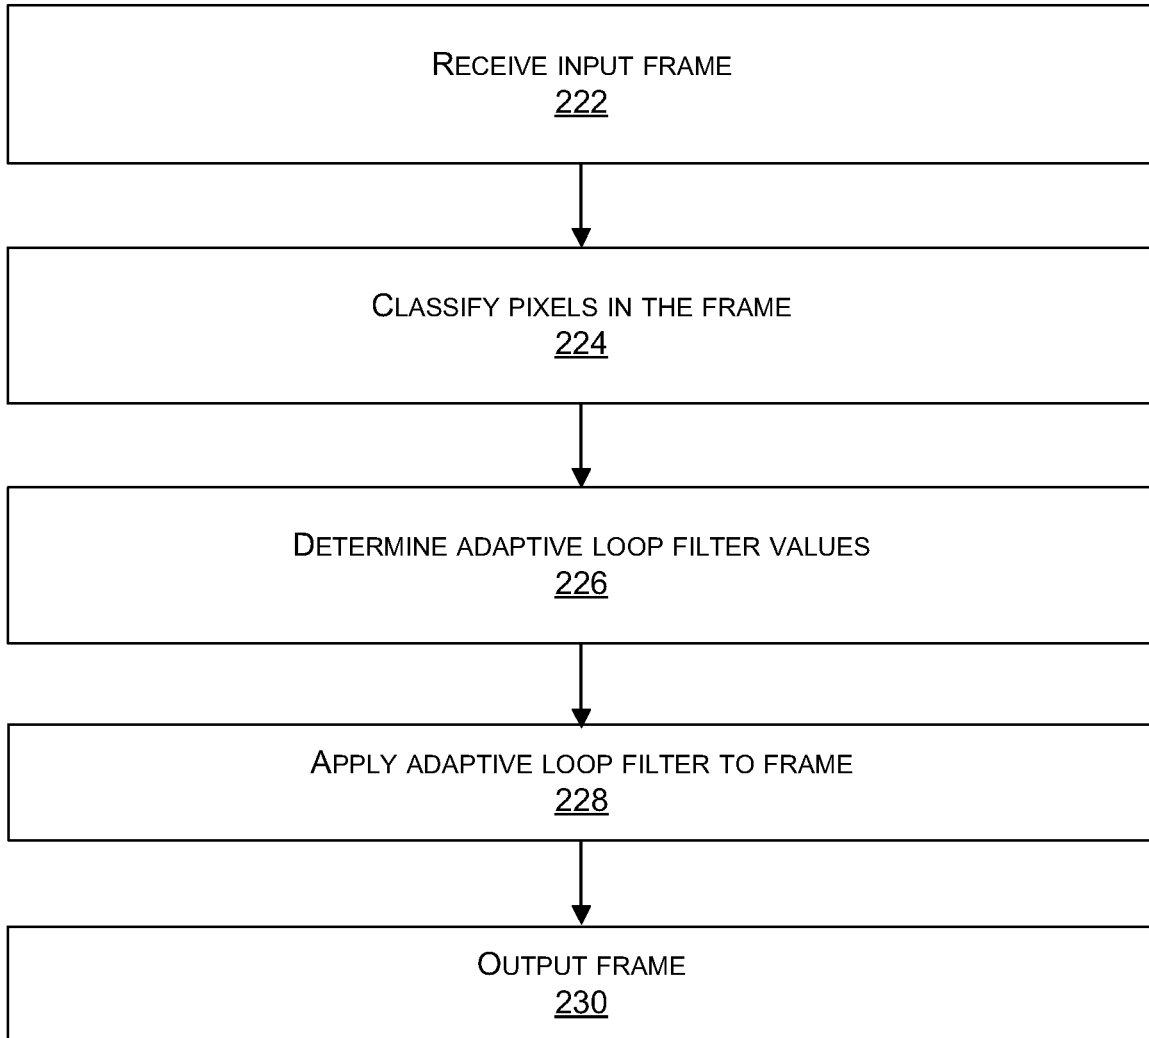 RECEIVE INPUT FRAME
222
CLASSIFY PIXELS IN THE FRAME
224
DETERMINE ADAPTIVE LOOP FILTER VALUES
226
APPLY ADAPTIVE LOOP FILTER TO FRAME
228
OUTPUT FRAME
230